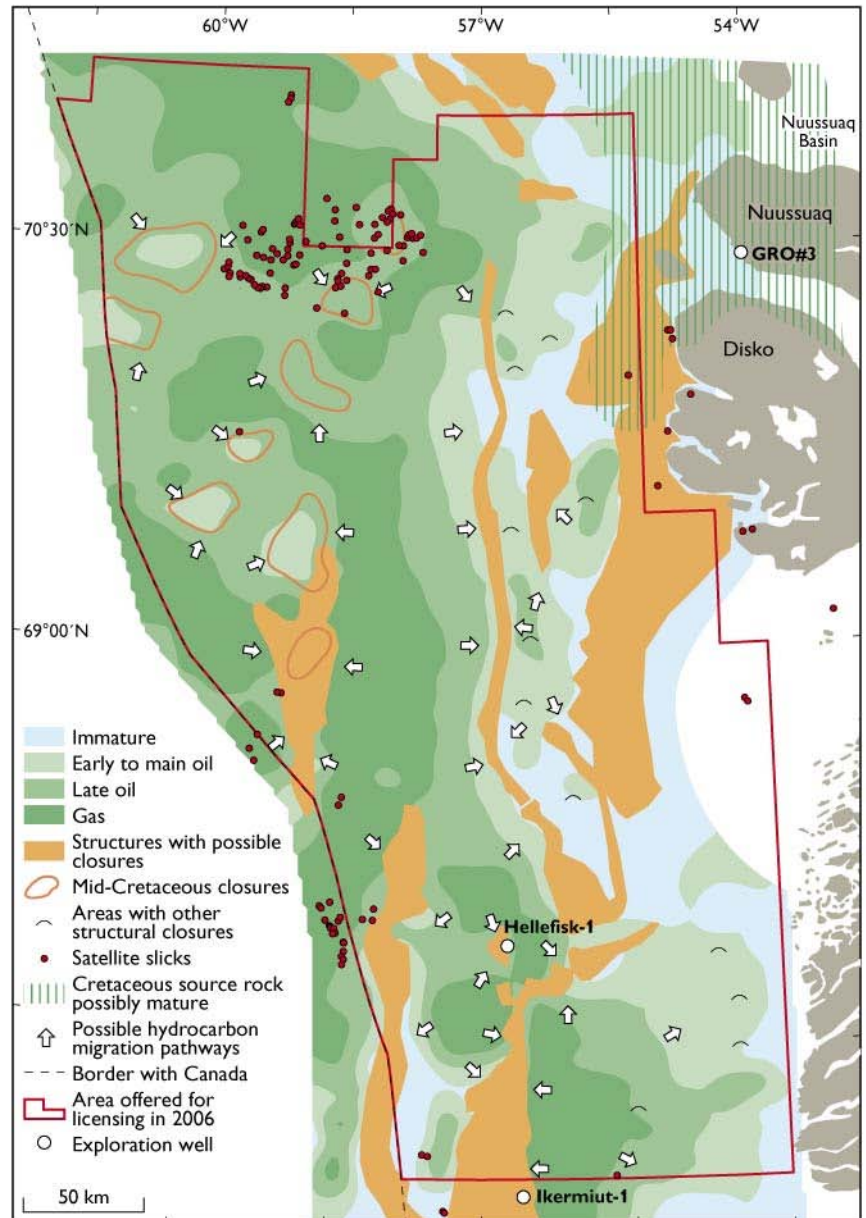 60°W
57°W
54°W
Nuussuaq
Basin
70°30´N
Nuussuaq
GRO#3
Disko
69°00´N
Immature
Early to main oil
Late oil
Gas
Structures with possible
closures
Mid-Cretaceous closures
Areas with other
structural closures
Satellite slicks
Cretaceous source rock
possibly mature
Possible hydrocarbon
migration pathways
Border with Canada
Area offered for
licensing in 2006
Exploration well
50 km
Hellefisk-1
Ikermiut-1